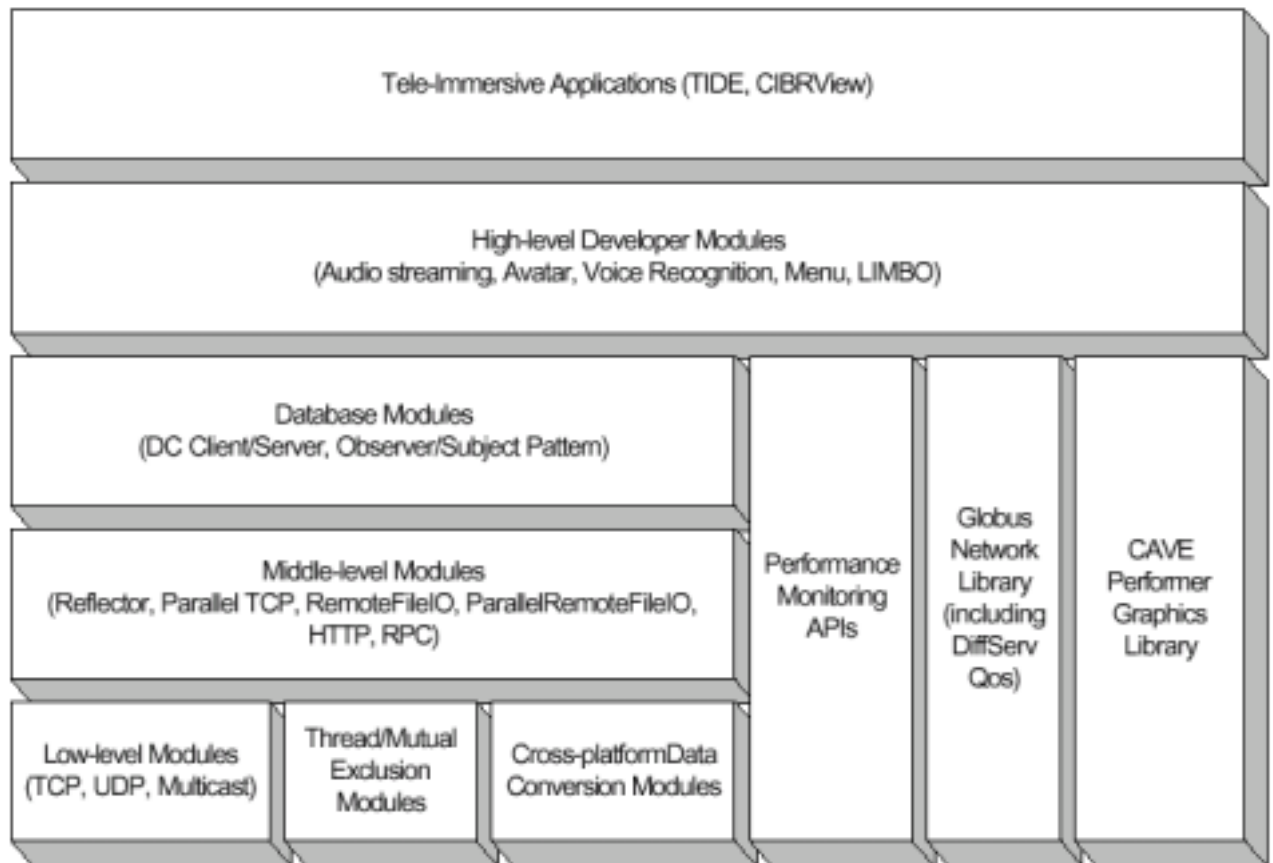 Tele-Immersive Applications (TIDE, CIBRView)
High-level Developer Modules
(Audio streaming, Avatar, Voice Recognition, Menu, LIMBO)
Database Modules
(DC Client/Server, Observer/Subject Pattern)
Middle-level Modules
(Reflector, Parallel TCP, RemoteFileIO, ParallelRemoteFileIO,
HTTP, RPC)
Low-level Modules
(TCP, UDP, Multicast)
Thread/Mutual
Exclusion
Modules
Cross-platformData
Conversion Modules
Performance
Monitoring
APIs
Globus
Network
Library
(including
DiffServ
Qos)
CAVE
Performer
Graphics
Library